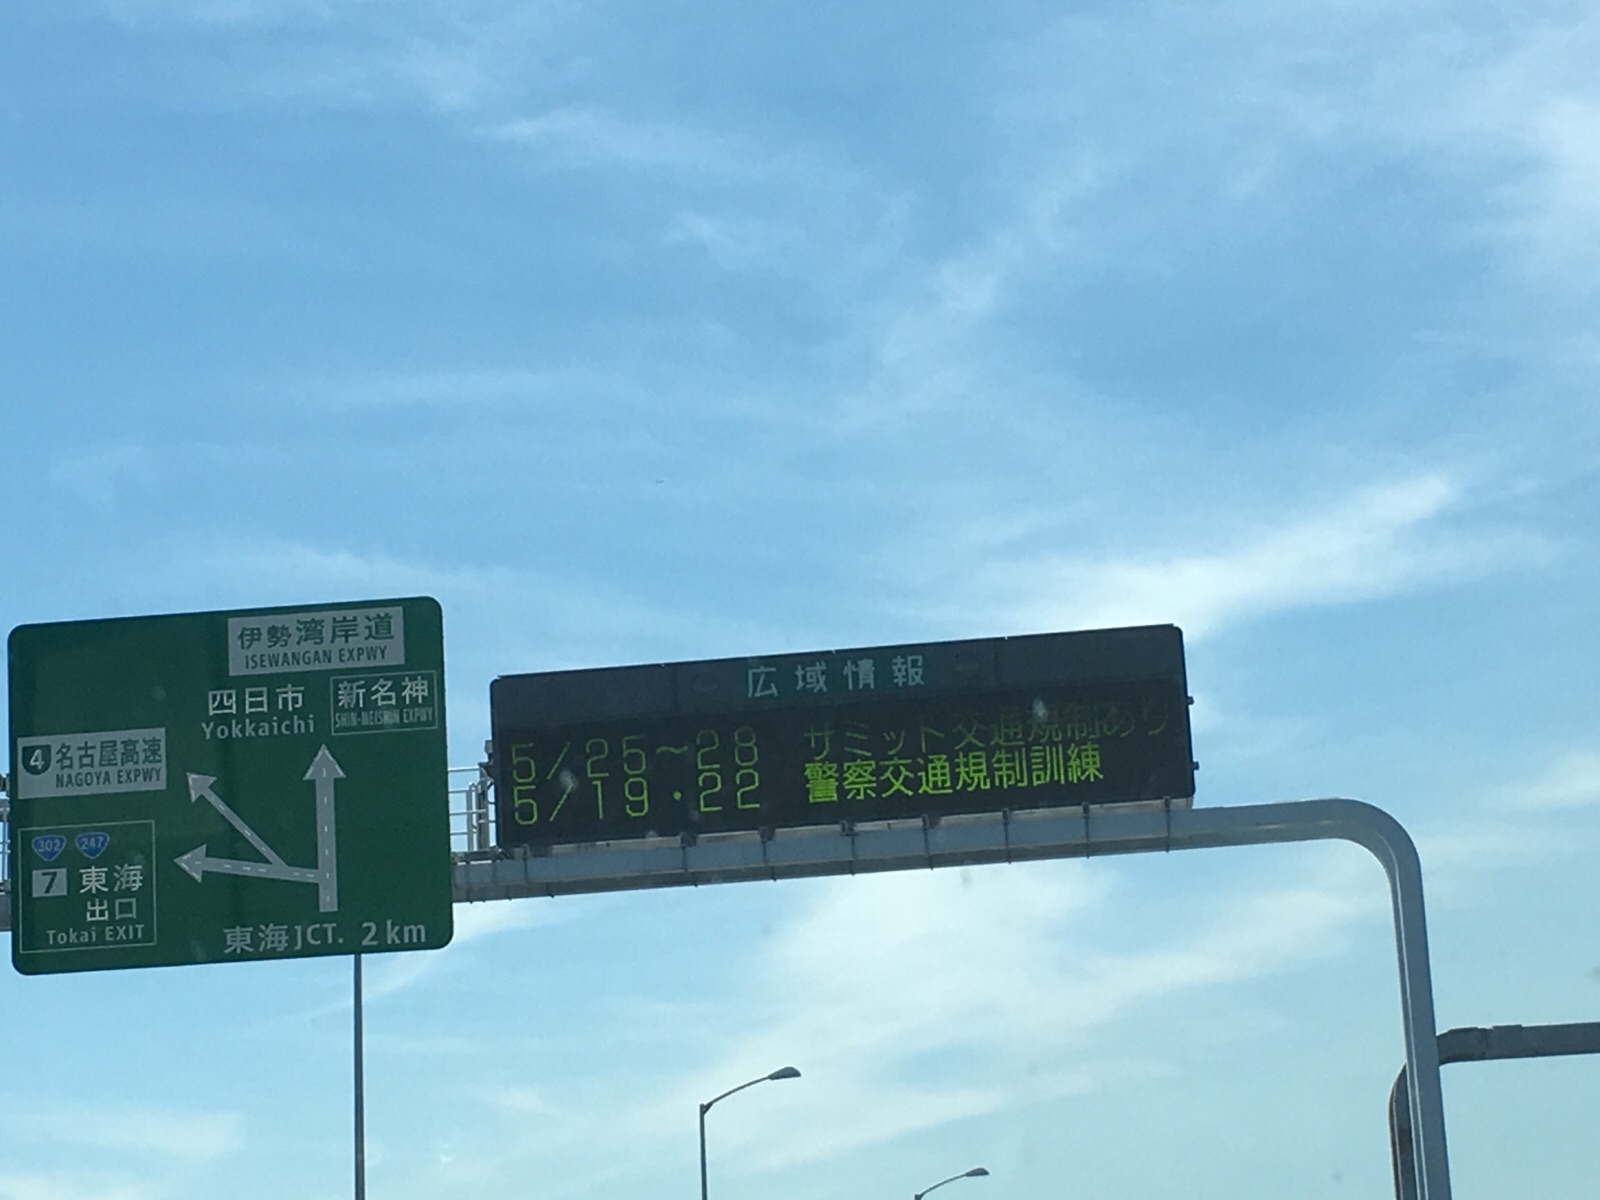 伊勢湾岸道
ISEWANGAN EXPWY
四日市
Yokkaichi
新名神
SHIN-MEISHIN EXPWY
4 名古屋高速
NAGOYA EXPWY
302 247
7 東海
出口
Tokai EXIT
東海JCT. 2km
広域情報
5/25~28 サミット交通規制あり
5/19・22 警察交通規制訓練